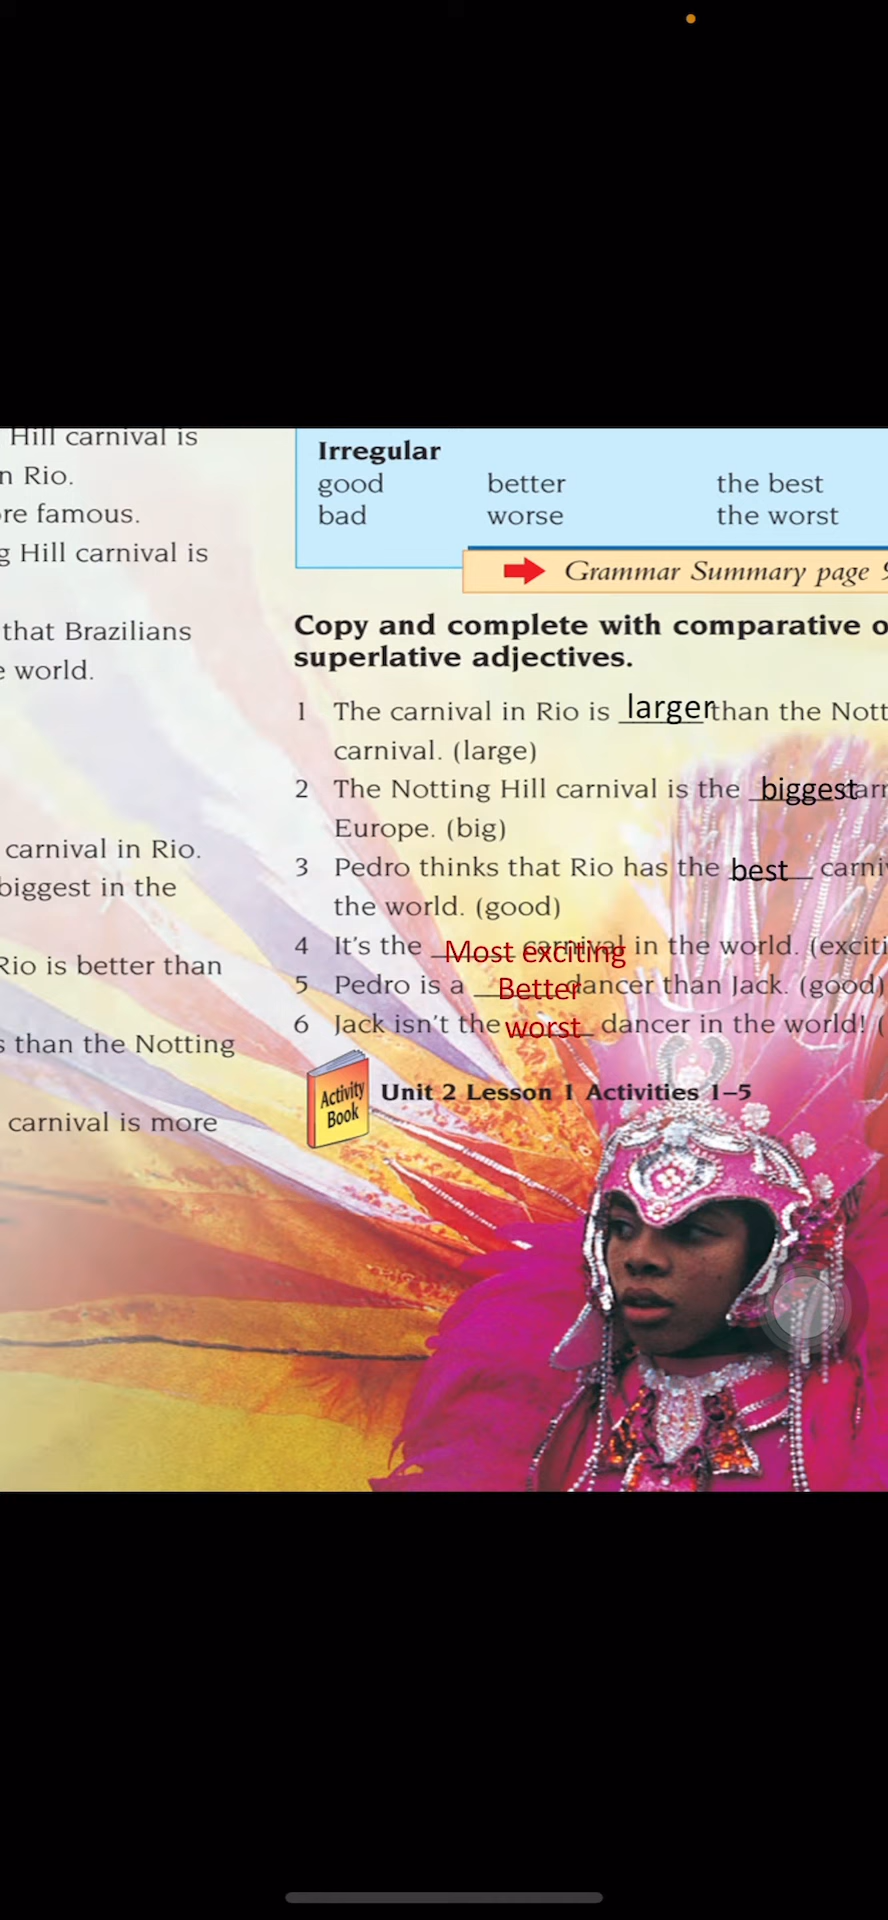 Hill carnival is
n Rio.
re famous.
g Hill carnival is
that Brazilians
e world.
carnival in Rio.
biggest in the
Rio is better than
s than the Notting
carnival is more
Irregular
good better the best
bad worse the worst
Grammar Summary page 9
Copy and complete with comparative o
superlative adjectives.
1 The carnival in Rio is larger than the Nott
carnival. (large)
2 The Notting Hill carnival is the biggest carn
Europe. (big)
3 Pedro thinks that Rio has the best carniv
the world. (good)
4 It's the Most exciting carnival in the world. (exciti
5 Pedro is a Better dancer than Jack. (good)
6 Jack isn't the worst dancer in the world! (
Activity
Book
Unit 2 Lesson 1 Activities 1–5